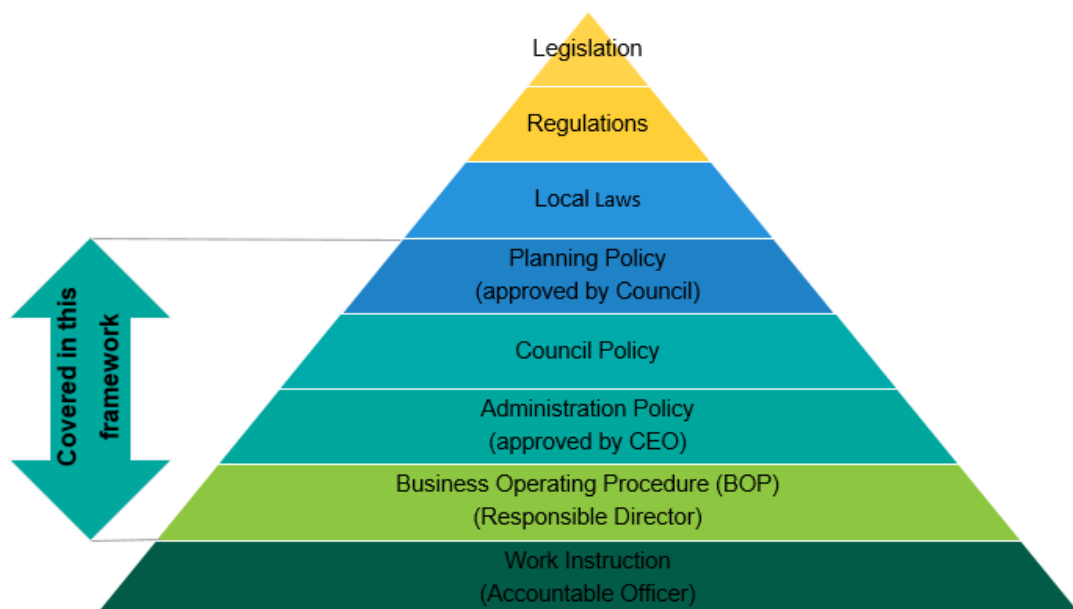 Legislation
Regulations
Local Laws
Planning Policy
(approved by Council)
Covered in this
framework
Council Policy
Administration Policy
(approved by CEO)
Business Operating Procedure (BOP)
(Responsible Director)
Work Instruction
(Accountable Officer)